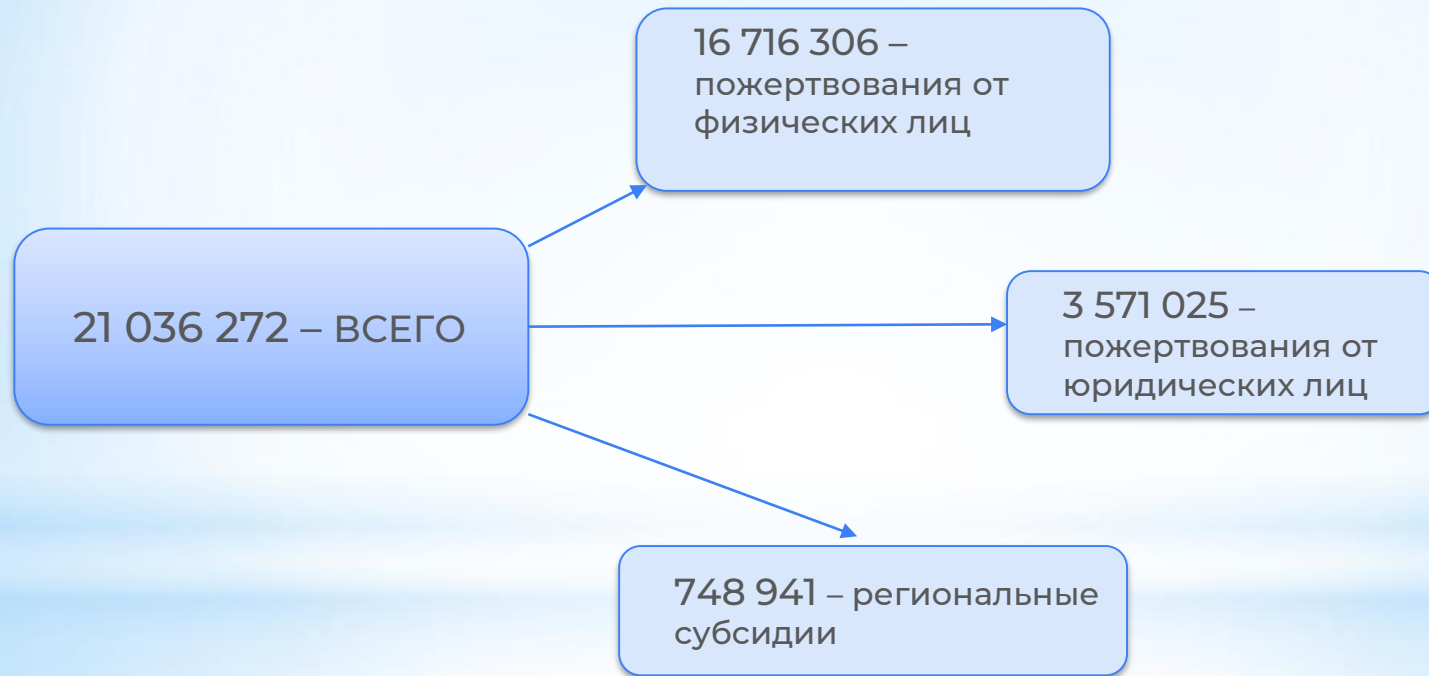 16 716 306 –
пожертвования от
физических лиц
21 036 272 – ВСЕГО
3 571 025 –
пожертвования от
юридических лиц
748 941 – региональные
субсидии